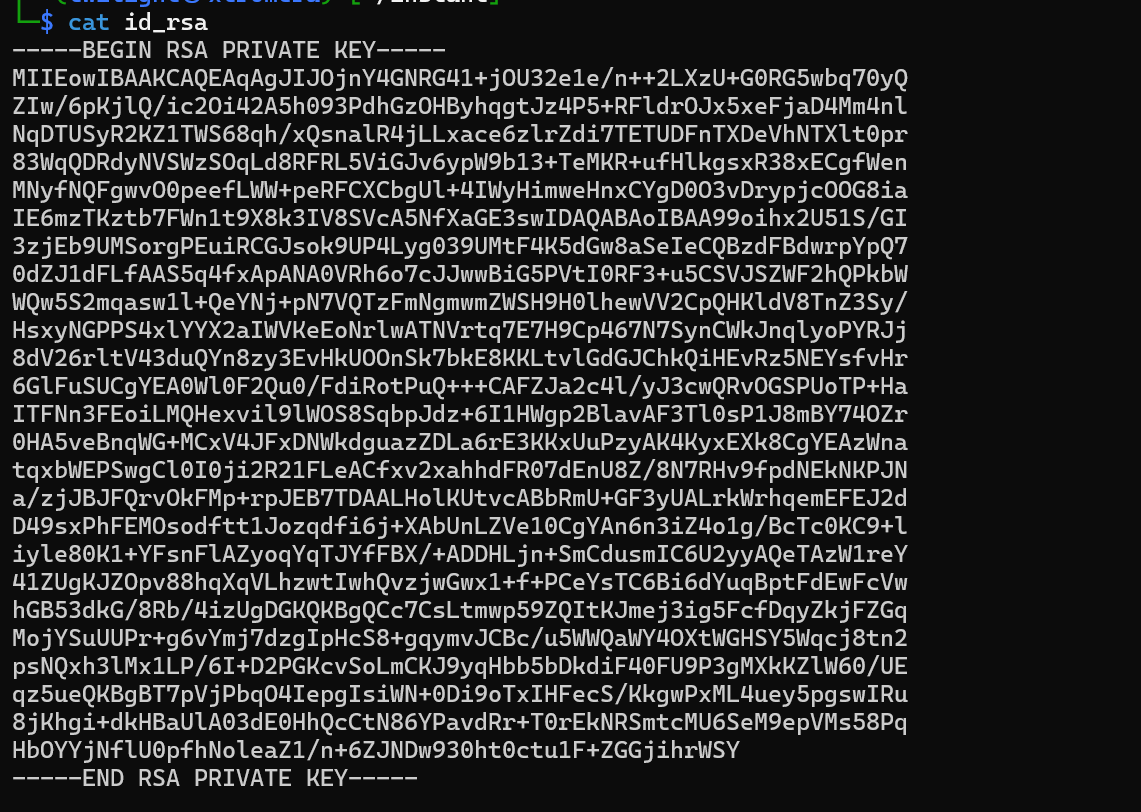 └─$ cat id_rsa
-----BEGIN RSA PRIVATE KEY-----
MIIEowIBAAKCAQEAqAgJIJOjnY4GNRG41+jOU32e1e/n++2LXzU+G0RG5wbq70yQ
ZIw/6pKjlQ/ic2Oi42A5h093PdhGzOHByhqgtJz4P5+RFldrOJx5xeFjaD4Mm4nl
NqDTUSyR2KZ1TWS68qh/xQsnalR4jLLxace6zlrZdi7TETUDFnTXDeVhNTXlt0pr
83WqQDRdyNVSWzSOqLd8RFRL5ViGJv6ypW9b13+TeMKR+ufHlkgsxR38xECgfWen
MNyfNQFgwvO0peefLWW+peRFCXCbgUl+4IWyHimweHnxCYgD0O3vDrypjcOOG8ia
IE6mzTKztb7FWn1t9X8k3IV8SVcA5NfXaGE3swIDAQABAoIBAA99oihx2U51S/GI
3zjEb9UMSorgPEuiRCGJsok9UP4Lyg039UMtF4K5dGw8aSeIeCQBzdFBdwrpYpQ7
0dZJ1dFLfAAS5q4fxApANA0VRh6o7cJJwwBiG5PVtI0RF3+u5CSVJSZWF2hQPkbW
WQw5S2mqasw1l+QeYNj+pN7VQTzFmNgmwmZWSH9H0lhewVV2CpQHKldV8TnZ3Sy/
HsxyNGPPS4xlYYX2aIWVKeEoNrlwATNVrtq7E7H9Cp467N7SynCWkJnqlyoPYRJj
8dV26rltV43duQYn8zy3EvHkUOOnSk7bkE8KKLtvlGdGJChkQiHEvRz5NEYsfvHr
6GlFuSUCgYEA0Wl0F2Qu0/FdiRotPuQ+++CAFZJa2c4l/yJ3cwQRvOGSPUoTP+Ha
ITFNn3FEoiLMQHexvil9lWOS8SqbpJdz+6I1HWgp2BlavAF3Tl0sP1J8mBY74OZr
0HA5veBnqWG+MCxV4JFxDNWkdguazZDLa6rE3KKxUuPzyAK4KyxEXk8CgYEAzWna
tqxbWEPSwgCl0I0ji2R21FLeACfxv2xahhdFR07dEnU8Z/8N7RHv9fpdNEkNKPJN
a/zjJBJFQrvOkFMp+rpJEB7TDAALHolKUtvcABbRmU+GF3yUALrkWrhqemEFEJ2d
D49sxPhFEMOsodftt1Jozqdfi6j+XAbUnLZVe10CgYAn6n3iZ4o1g/BcTc0KC9+l
iyle80K1+YFsnFlAZyoqYqTJYfFBX/+ADDHLjn+SmCdusmIC6U2yyAQeTAzW1reY
41ZUgKJZOpv88hqXqVLhzwtIwhQvzjwGwx1+f+PCeYsTC6Bi6dYuqBptFdEwFcVw
hGB53dkG/8Rb/4izUgDGKQKBgQCc7CsLtmwp59ZQItKJmej3ig5FcfDqyZkjFZGq
MojYSuUUPr+g6vYmj7dzgIpHcS8+gqymvJCBc/u5WWQaWY4OXtWGHSY5Wqcj8tn2
psNQxh3lMx1LP/6I+D2PGKcvSoLmCKJ9yqHbb5bDkdiF40FU9P3gMXkKZlW60/UE
qz5ueQKBgBT7pVjPbqO4IepgIsiWN+0Di9oTxIHFecS/KkgwPxML4uey5pgswIRu
8jKhgi+dkHBaUlA03dE0HhQcCtN86YPavdRr+T0rEkNRSmtcMU6SeM9epVMs58Pq
HbOYYjNflU0pfhNoleaZ1/n+6ZJNDw930ht0ctu1F+ZGGjihrWSY
-----END RSA PRIVATE KEY-----